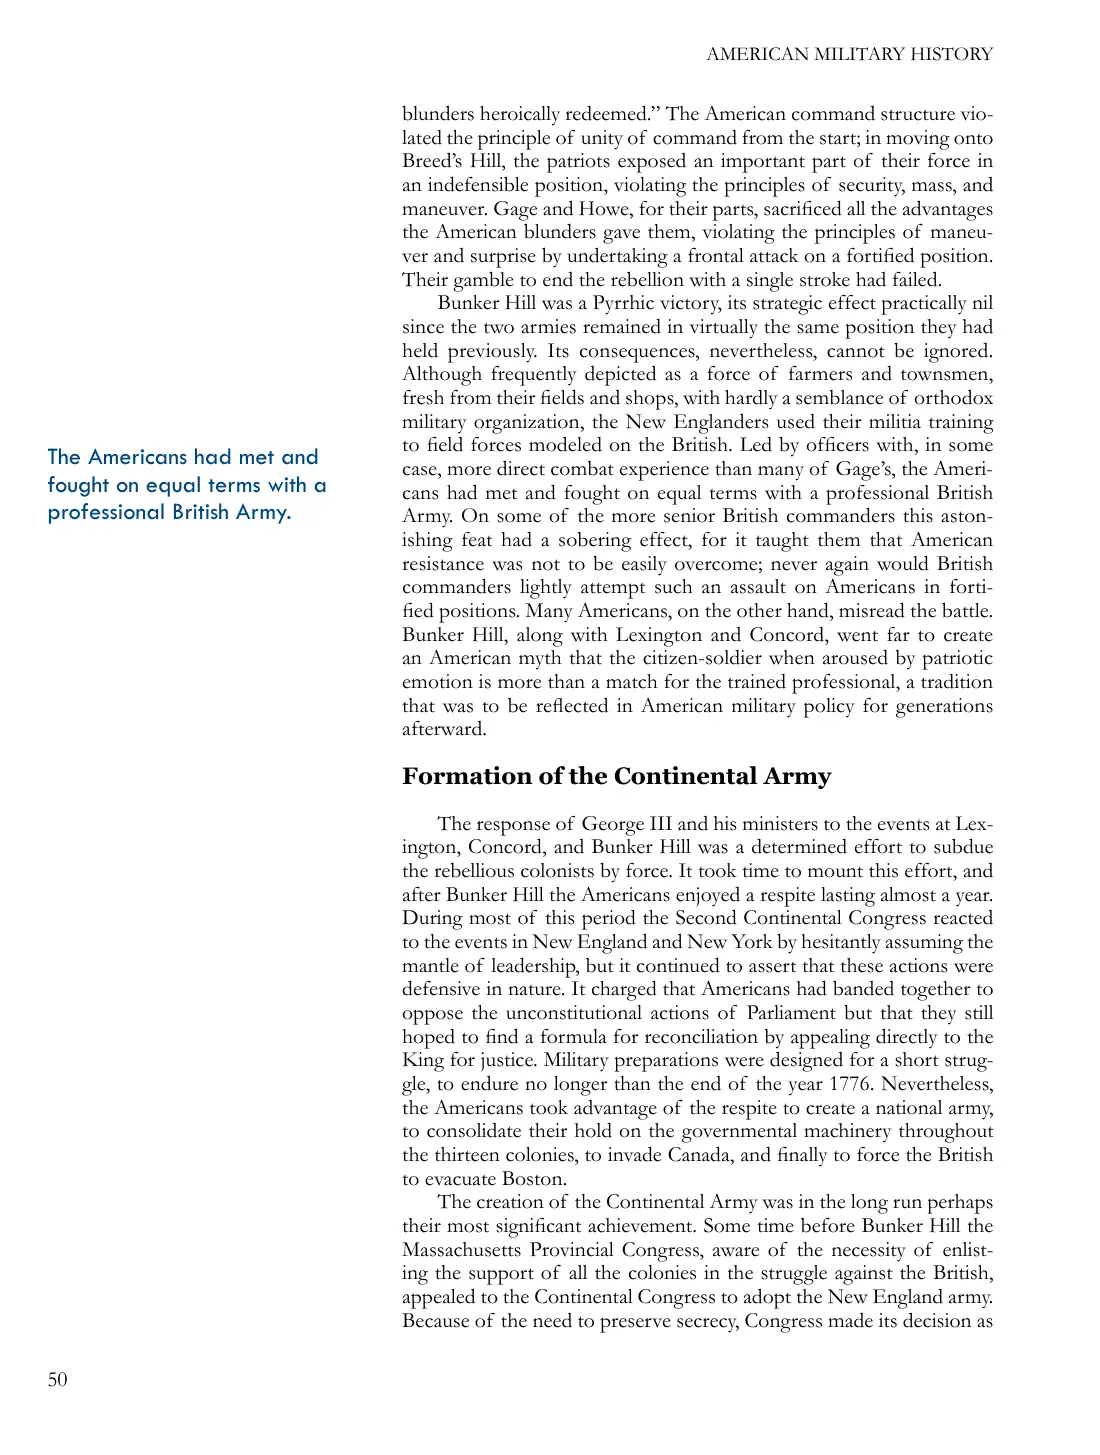 AMERICAN MILITARY HISTORY
blunders heroically redeemed.” The American command structure vio-
lated the principle of unity of command from the start; in moving onto
Breed’s Hill, the patriots exposed an important part of their force in
an indefensible position, violating the principles of security, mass, and
maneuver. Gage and Howe, for their parts, sacrificed all the advantages
the American blunders gave them, violating the principles of maneu-
ver and surprise by undertaking a frontal attack on a fortified position.
Their gamble to end the rebellion with a single stroke had failed.
Bunker Hill was a Pyrrhic victory, its strategic effect practically nil
since the two armies remained in virtually the same position they had
held previously. Its consequences, nevertheless, cannot be ignored.
Although frequently depicted as a force of farmers and townsmen,
fresh from their fields and shops, with hardly a semblance of orthodox
military organization, the New Englanders used their militia training
to field forces modeled on the British. Led by officers with, in some
case, more direct combat experience than many of Gage’s, the Ameri-
cans had met and fought on equal terms with a professional British
Army. On some of the more senior British commanders this aston-
ishing feat had a sobering effect, for it taught them that American
resistance was not to be easily overcome; never again would British
commanders lightly attempt such an assault on Americans in forti-
fied positions. Many Americans, on the other hand, misread the battle.
Bunker Hill, along with Lexington and Concord, went far to create
an American myth that the citizen-soldier when aroused by patriotic
emotion is more than a match for the trained professional, a tradition
that was to be reflected in American military policy for generations
afterward.
The Americans had met and
fought on equal terms with a
professional British Army.
Formation of the Continental Army
The response of George III and his ministers to the events at Lex-
ington, Concord, and Bunker Hill was a determined effort to subdue
the rebellious colonists by force. It took time to mount this effort, and
after Bunker Hill the Americans enjoyed a respite lasting almost a year.
During most of this period the Second Continental Congress reacted
to the events in New England and New York by hesitantly assuming the
mantle of leadership, but it continued to assert that these actions were
defensive in nature. It charged that Americans had banded together to
oppose the unconstitutional actions of Parliament but that they still
hoped to find a formula for reconciliation by appealing directly to the
King for justice. Military preparations were designed for a short strug-
gle, to endure no longer than the end of the year 1776. Nevertheless,
the Americans took advantage of the respite to create a national army,
to consolidate their hold on the governmental machinery throughout
the thirteen colonies, to invade Canada, and finally to force the British
to evacuate Boston.
The creation of the Continental Army was in the long run perhaps
their most significant achievement. Some time before Bunker Hill the
Massachusetts Provincial Congress, aware of the necessity of enlist-
ing the support of all the colonies in the struggle against the British,
appealed to the Continental Congress to adopt the New England army.
Because of the need to preserve secrecy, Congress made its decision as
50